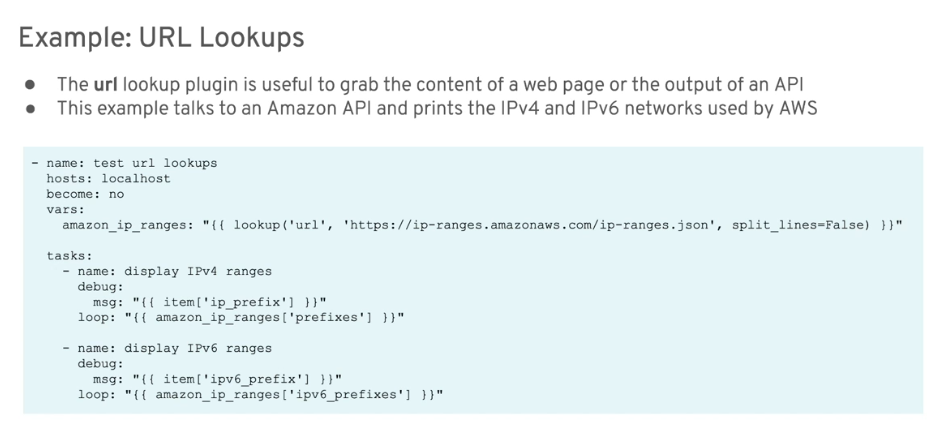 Example: URL Lookups
● The url lookup plugin is useful to grab the content of a web page or the output of an API
● This example talks to an Amazon API and prints the IPv4 and IPv6 networks used by AWS
- name: test url lookups
  hosts: localhost
  become: no
  vars:
    amazon_ip_ranges: "{{ lookup('url', 'https://ip-ranges.amazonaws.com/ip-ranges.json', split_lines=False) }}"
  tasks:
    - name: display IPv4 ranges
      debug:
        msg: "{{ item['ip_prefix'] }}"
      loop: "{{ amazon_ip_ranges['prefixes'] }}"
    - name: display IPv6 ranges
      debug:
        msg: "{{ item['ipv6_prefix'] }}"
      loop: "{{ amazon_ip_ranges['ipv6_prefixes'] }}"